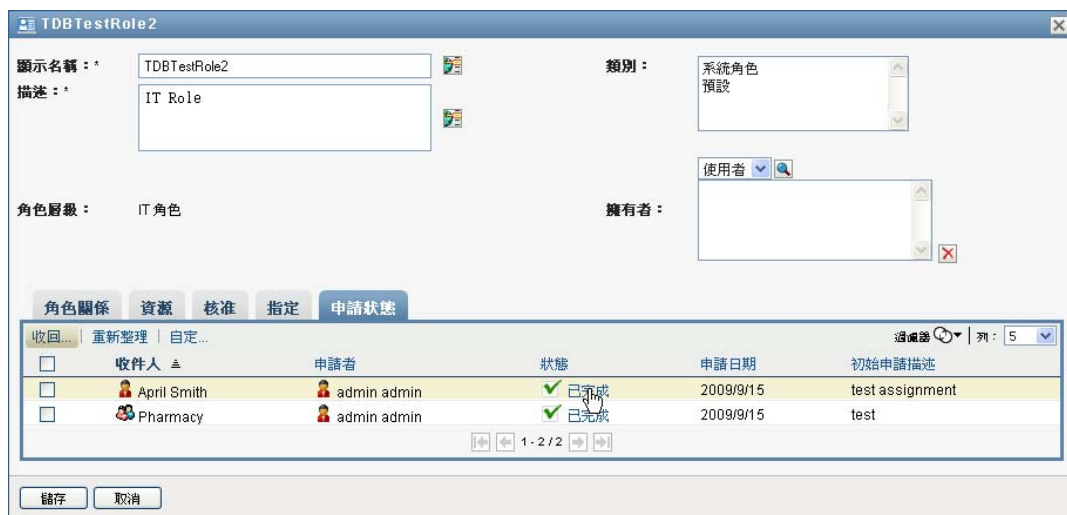 TDBTestRole2
顯示名稱：* TDBTestRole2 類別： 系統角色
預設
描述：* IT Role
使用者
角色層級： IT 角色 擁有者：
角色關係 資源 核准 指定 申請狀態
收回... | 重新整理 | 自定... 過濾器 | 列： 5
收件人 申請者 狀態 申請日期 初始申請描述
April Smith admin admin 已完成 2009/9/15 test assignment
Pharmacy admin admin 已完成 2009/9/15 test
1 - 2 / 2
儲存 取消